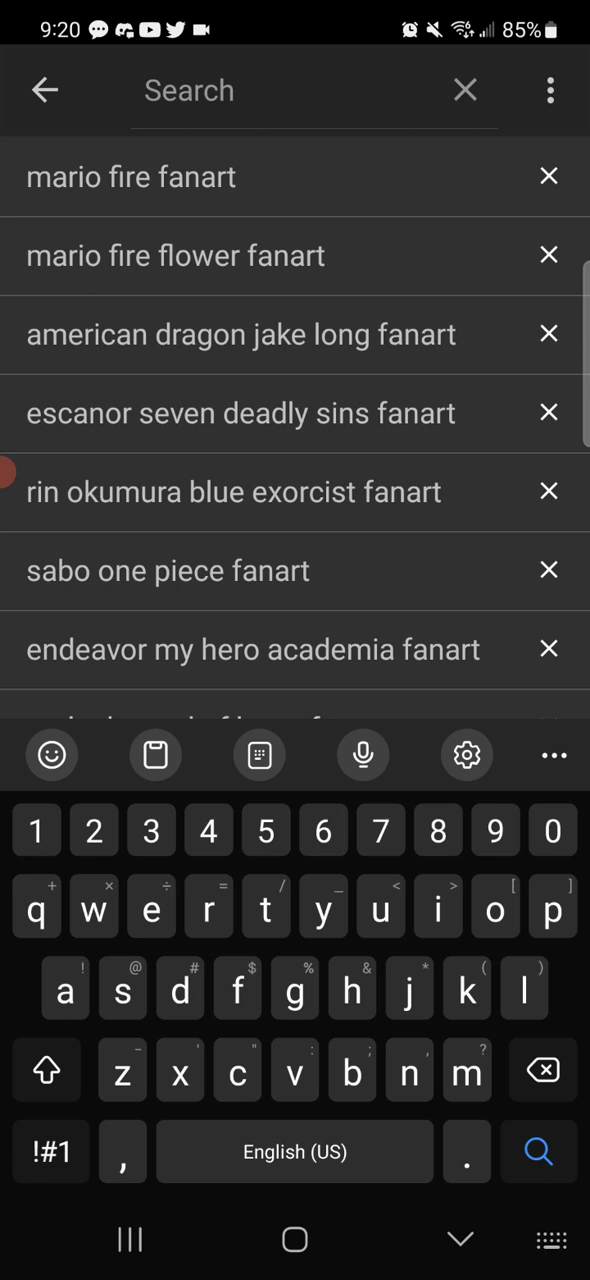 9:20
85%
Search
mario fire fanart
mario fire flower fanart
american dragon jake long fanart
escanor seven deadly sins fanart
rin okumura blue exorcist fanart
sabo one piece fanart
endeavor my hero academia fanart
1 2 3 4 5 6 7 8 9 0
+ × ÷ = / _ < > [ ]
q w e r t y u i o p
! @ # $ % & * ( )
a s d f g h j k l
- ' " : ; , ?
z x c v b n m
!#1 , English (US) .